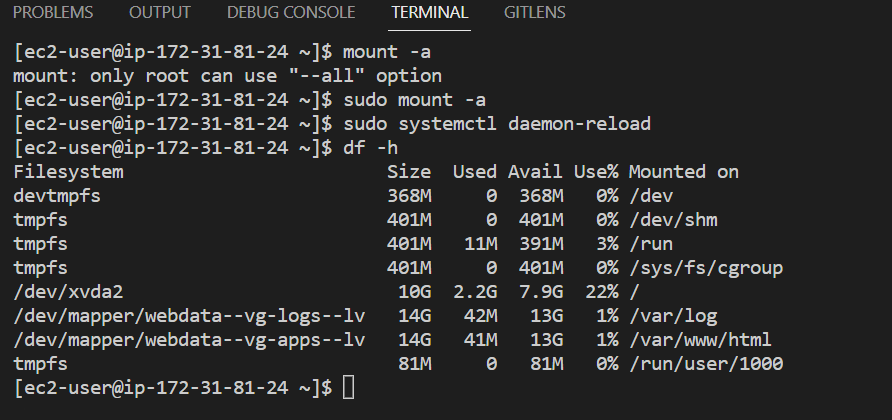 PROBLEMS OUTPUT DEBUG CONSOLE TERMINAL GITLENS
[ec2-user@ip-172-31-81-24 ~]$ mount -a
mount: only root can use "--all" option
[ec2-user@ip-172-31-81-24 ~]$ sudo mount -a
[ec2-user@ip-172-31-81-24 ~]$ sudo systemctl daemon-reload
[ec2-user@ip-172-31-81-24 ~]$ df -h
Filesystem                        Size  Used Avail Use% Mounted on
devtmpfs                          368M     0  368M   0% /dev
tmpfs                             401M     0  401M   0% /dev/shm
tmpfs                             401M   11M  391M   3% /run
tmpfs                             401M     0  401M   0% /sys/fs/cgroup
/dev/xvda2                         10G  2.2G  7.9G  22% /
/dev/mapper/webdata--vg-logs--lv   14G   42M   13G   1% /var/log
/dev/mapper/webdata--vg-apps--lv   14G   41M   13G   1% /var/www/html
tmpfs                              81M     0   81M   0% /run/user/1000
[ec2-user@ip-172-31-81-24 ~]$